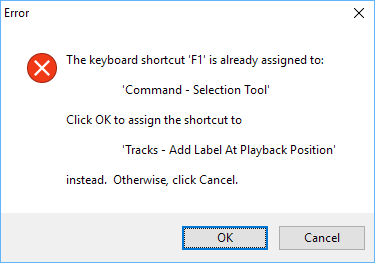 Error
The keyboard shortcut 'F1' is already assigned to:
'Command - Selection Tool'
Click OK to assign the shortcut to
'Tracks - Add Label At Playback Position'
instead.  Otherwise, click Cancel.
OK
Cancel